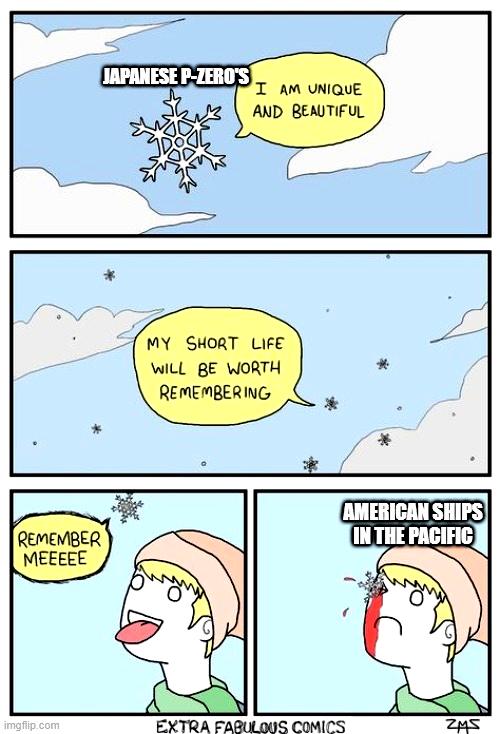 JAPANESE P-ZERO'S
I AM UNIQUE
AND BEAUTIFUL
MY SHORT LIFE
WILL BE WORTH
REMEMBERING
REMEMBER
MEEEEE
AMERICAN SHIPS
IN THE PACIFIC
EXTRA FABULOUS COMICS
ZMS
imgflip.com